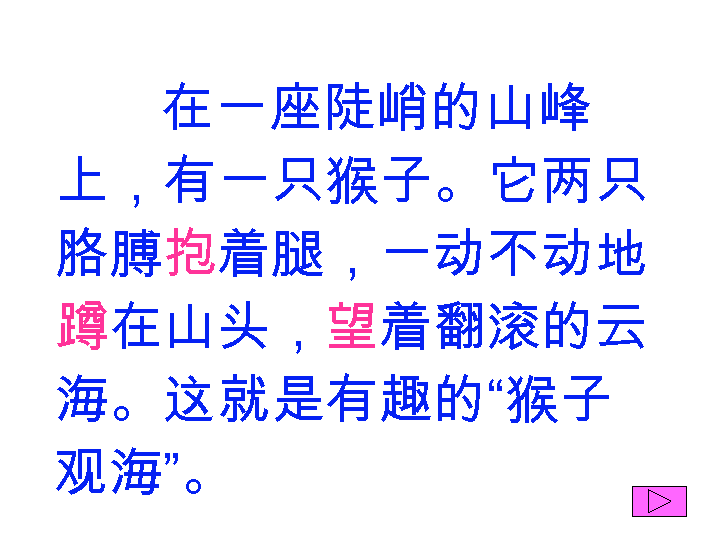 在一座陡峭的山峰
上，有一只猴子。它两只
胳膊抱着腿，一动不动地
蹲在山头，望着翻滚的云
海。这就是有趣的“猴子
观海”。